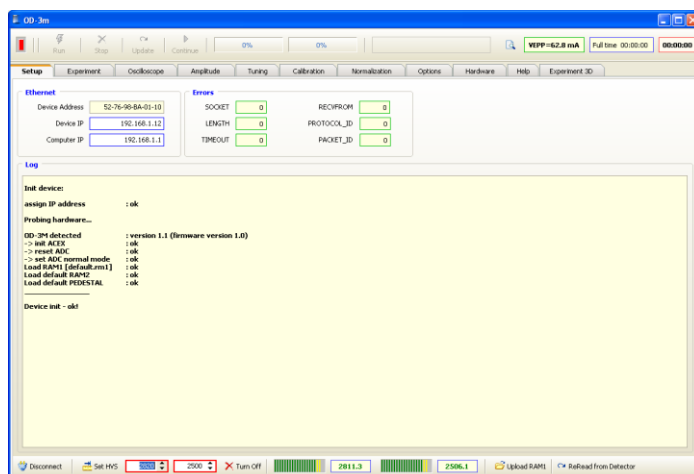 OD-3m
Run Stop Update Continue 0% 0% VEPP=62.8 mA Full time 00:00:00 00:00:00
Setup Experiment Osciloscope Amplitude Tuning Calibration Normalization Options Hardware Help Experiment 3D
Ethernet Errors
Device Address 52-76-98-BA-01-10 SOCKET 0 RECVFROM 0
Device IP 192.168.1.12 LENGTH 0 PROTOCOL_ID 0
Computer IP 192.168.1.1 TIMEOUT 0 PACKET_ID 0
Log
Init device:
assign IP address : ok
Probing hardware...
OD-3M detected : version 1.1 (firmware version 1.0)
-> init ACEX : ok
-> reset ADC : ok
-> set ADC normal mode : ok
Load RAM1 [default.rm1] : ok
Load default RAM2 : ok
Load default PEDESTAL : ok
Device init - ok!
Disconnect Set HVS 2500 Turn Off 2811.3 2506.1 Upload RAM1 ReRead from Detector